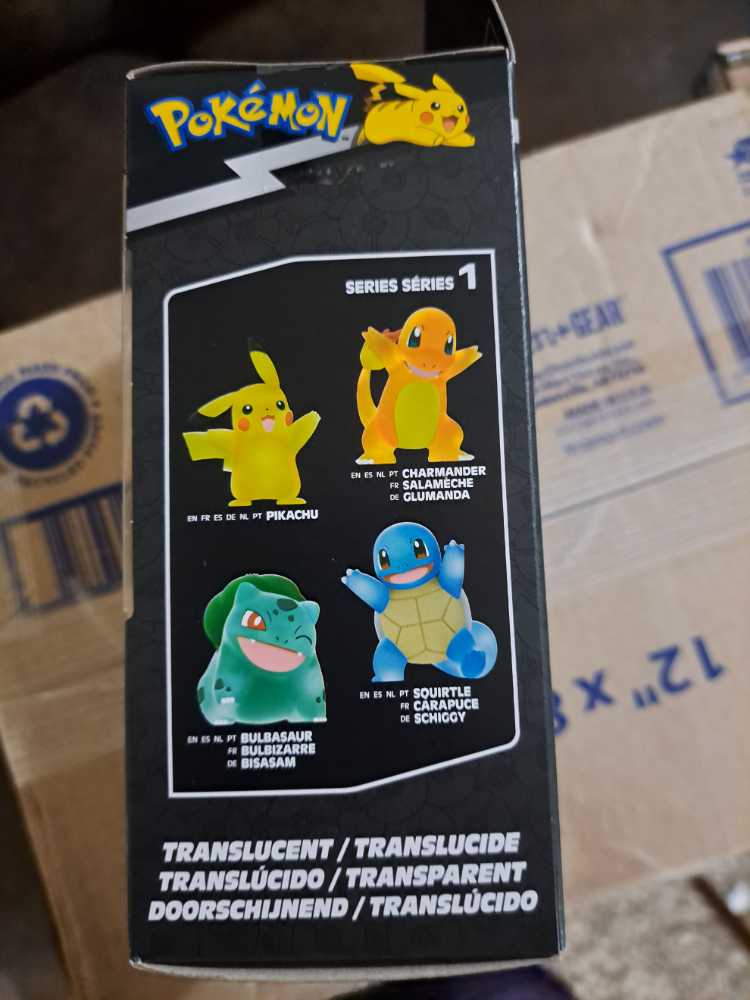 POKÉMON
SERIES SÉRIES 1
EN FR ES DE NL PT PIKACHU
EN ES NL PT CHARMANDER
FR SALAMÈCHE
DE GLUMANDA
EN ES NL PT BULBASAUR
FR BULBIZARRE
DE BISASAM
EN ES NL PT SQUIRTLE
FR CARAPUCE
DE SCHIGGY
TRANSLUCENT / TRANSLUCIDE
TRANSLÚCIDO / TRANSPARENT
DOORSCHIJNEND / TRANSLÚCIDO
GEAR
12" X